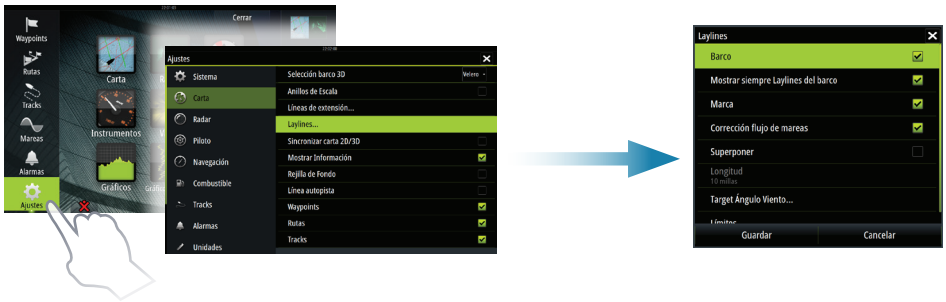 Cerrar
Waypoints
Rutas
Tracks
Mareas
Alarmas
Ajustes
Carta
Instrumentos
Gráficos
Ajustes
Sistema
Carta
Radar
Piloto
Navegación
Combustible
Tracks
Alarmas
Unidades
Selección barco 3D
Velero
Anillos de Escala
Líneas de extensión...
Laylines...
Sincronizar carta 2D/3D
Mostrar Información
Rejilla de Fondo
Línea autopista
Waypoints
Rutas
Tracks
Laylines
Barco
Mostrar siempre Laylines del barco
Marca
Corrección flujo de mareas
Superponer
Longitud
10 millas
Target Ángulo Viento...
Límites
Guardar
Cancelar